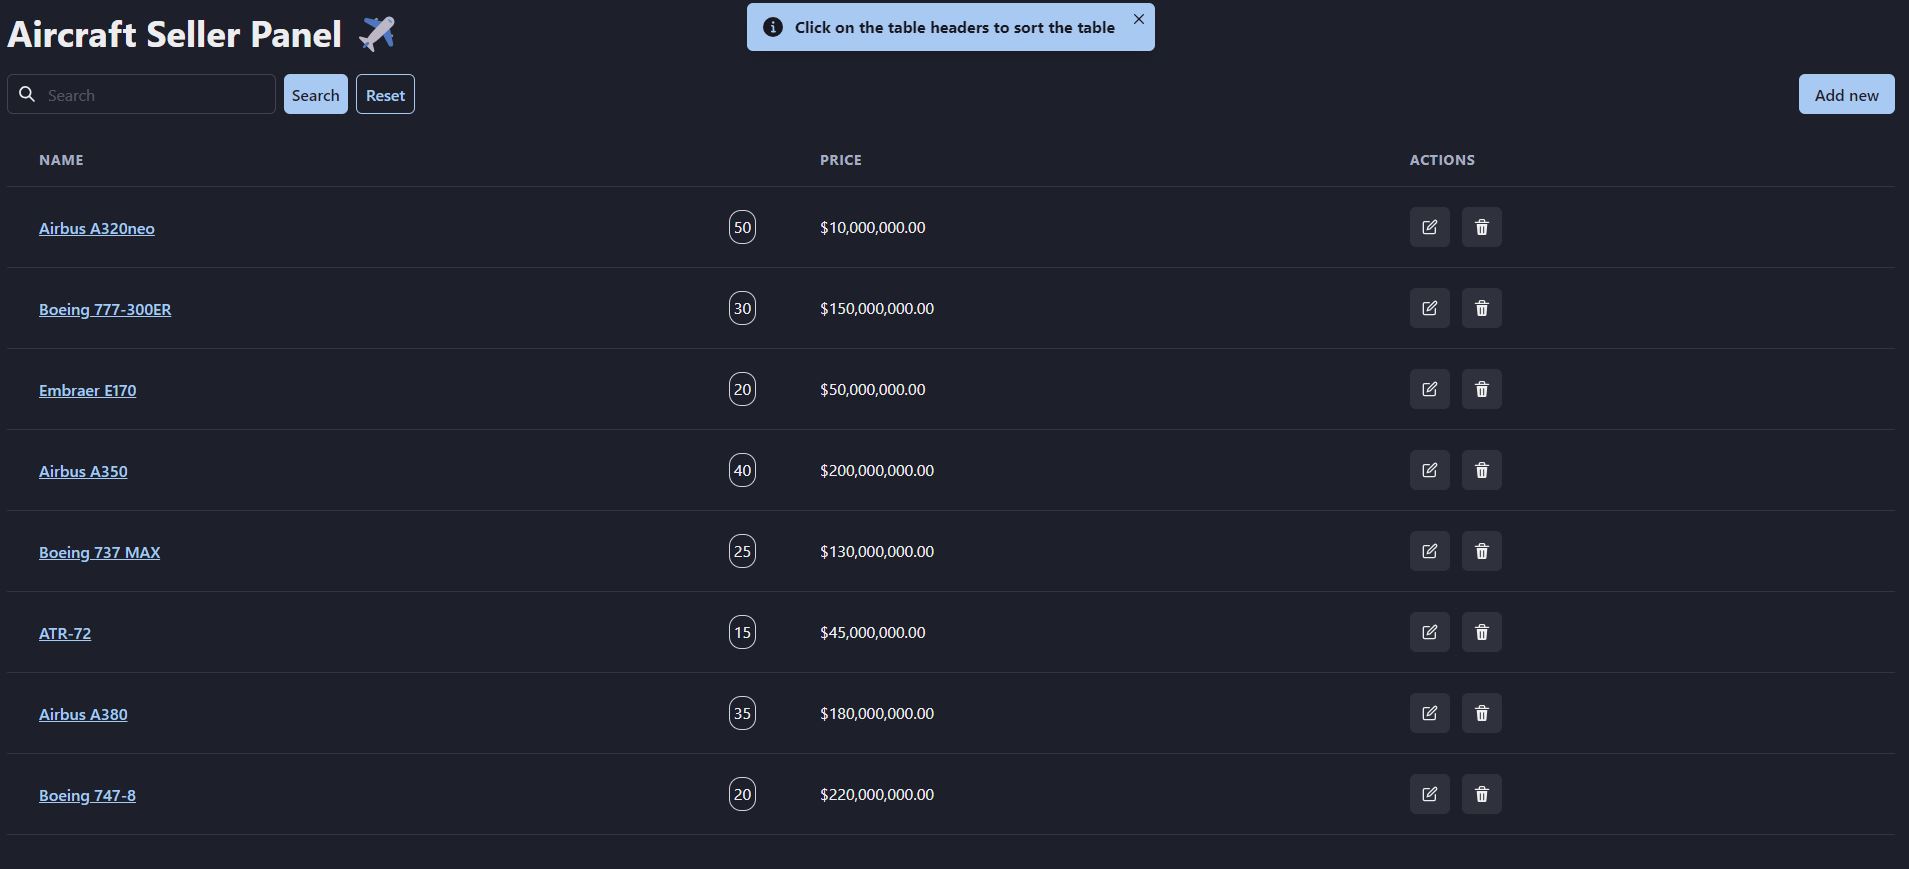 Aircraft Seller Panel
Click on the table headers to sort the table
Search Search Reset Add new
NAME PRICE ACTIONS
Airbus A320neo 50 $10,000,000.00
Boeing 777-300ER 30 $150,000,000.00
Embraer E170 20 $50,000,000.00
Airbus A350 40 $200,000,000.00
Boeing 737 MAX 25 $130,000,000.00
ATR-72 15 $45,000,000.00
Airbus A380 35 $180,000,000.00
Boeing 747-8 20 $220,000,000.00